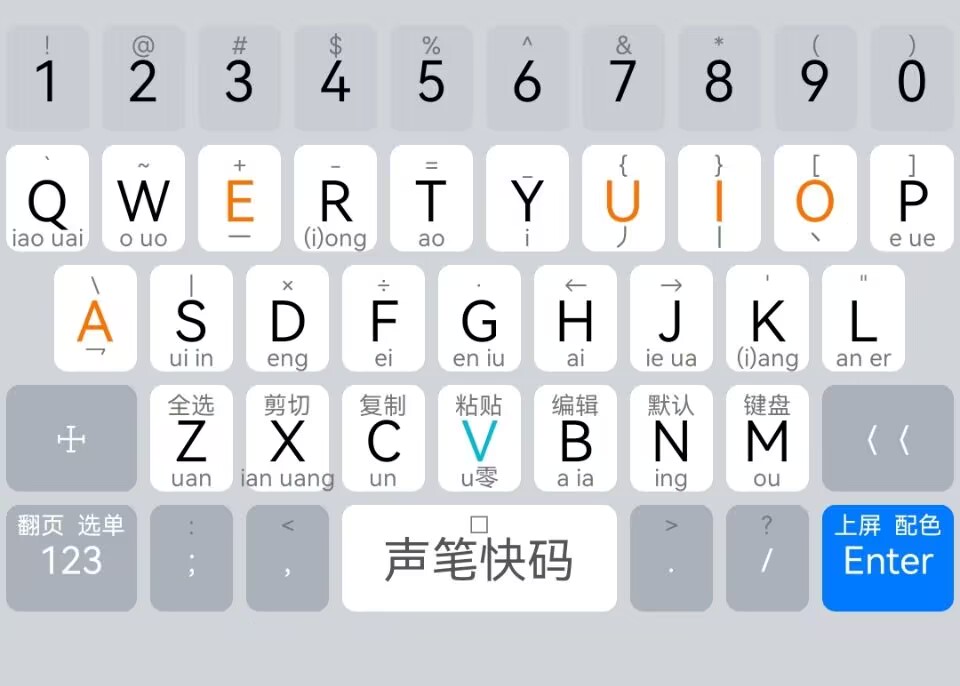 ! @ # $ % ^ & * ( )
1 2 3 4 5 6 7 8 9 0
` ~ + - = _ { } [ ]
Q W E R T Y U I O P
iao uai o uo 一 (i)ong ao i 丿 丨 丶 e ue
\ | × ÷ · ← → ' "
A S D F G H J K L
乛 ui in eng ei en iu ai ie ua (i)ang an er
全选 剪切 复制 粘贴 编辑 默认 键盘
Z X C V B N M
uan ian uang un u零 a ia ing ou
翻页 选单 : < □ > ? 上屏 配色
123 ; , 声笔快码 . / Enter